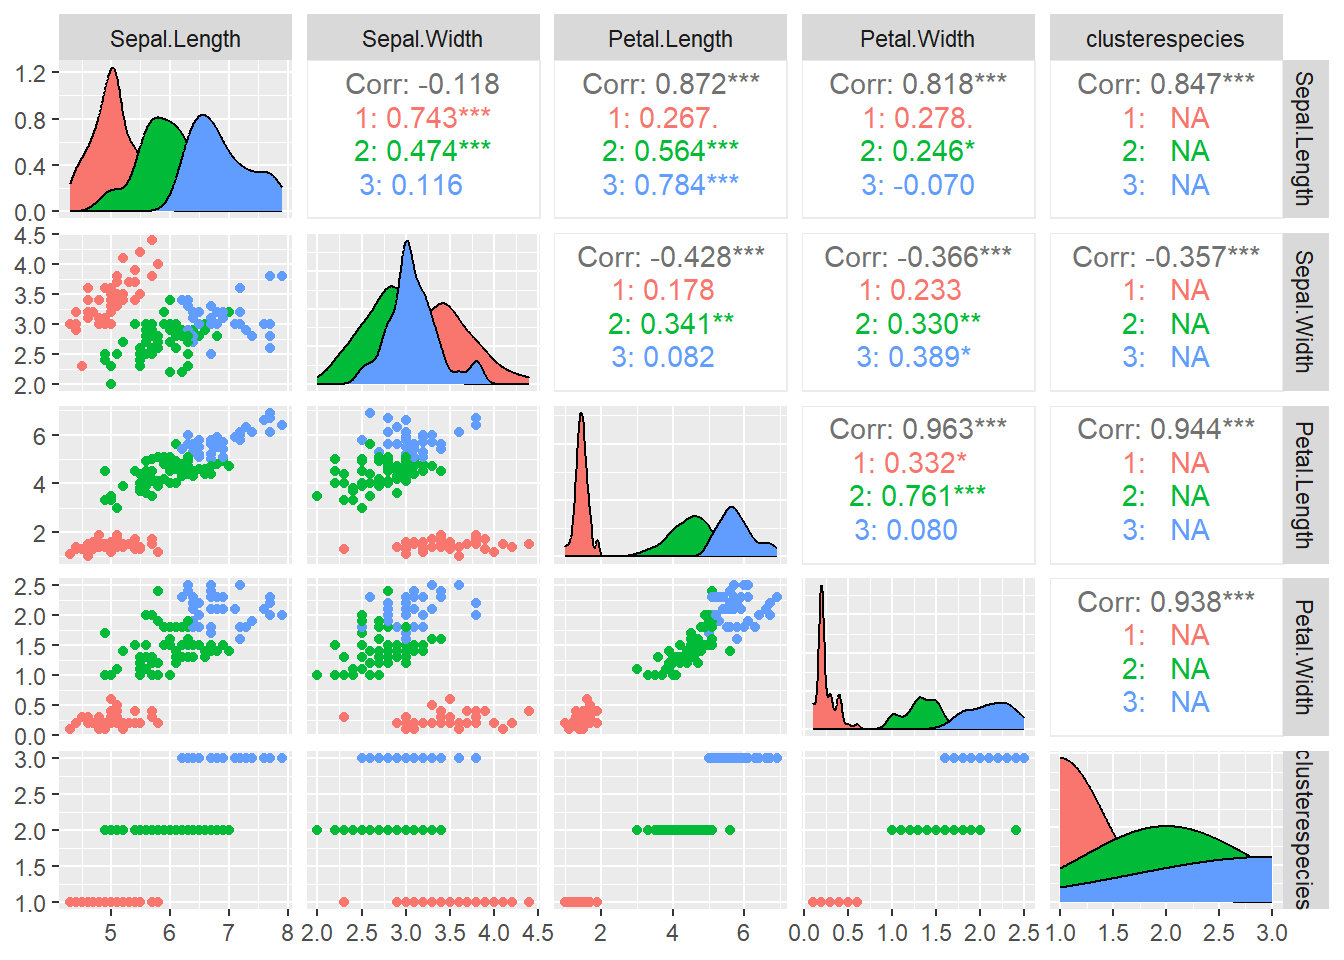 Sepal.Length Sepal.Width Petal.Length Petal.Width clusterespecies
1.2
0.8
0.4
0.0
Corr: -0.118
1: 0.743***
2: 0.474***
3: 0.116
Corr: 0.872***
1: 0.267.
2: 0.564***
3: 0.784***
Corr: 0.818***
1: 0.278.
2: 0.246*
3: -0.070
Corr: 0.847***
1: NA
2: NA
3: NA
Sepal.Length
4.5
4.0
3.5
3.0
2.5
2.0
Corr: -0.428***
1: 0.178
2: 0.341**
3: 0.082
Corr: -0.366***
1: 0.233
2: 0.330**
3: 0.389*
Corr: -0.357***
1: NA
2: NA
3: NA
Sepal.Width
6
4
2
Corr: 0.963***
1: 0.332*
2: 0.761***
3: 0.080
Corr: 0.944***
1: NA
2: NA
3: NA
Petal.Length
2.5
2.0
1.5
1.0
0.5
0.0
Corr: 0.938***
1: NA
2: NA
3: NA
Petal.Width
3.0
2.5
2.0
1.5
1.0
clusterespecies
5 6 7 8 2.0 2.5 3.0 3.5 4.0 4.5 2 4 6 0.0 0.5 1.0 1.5 2.0 2.5 1.0 1.5 2.0 2.5 3.0